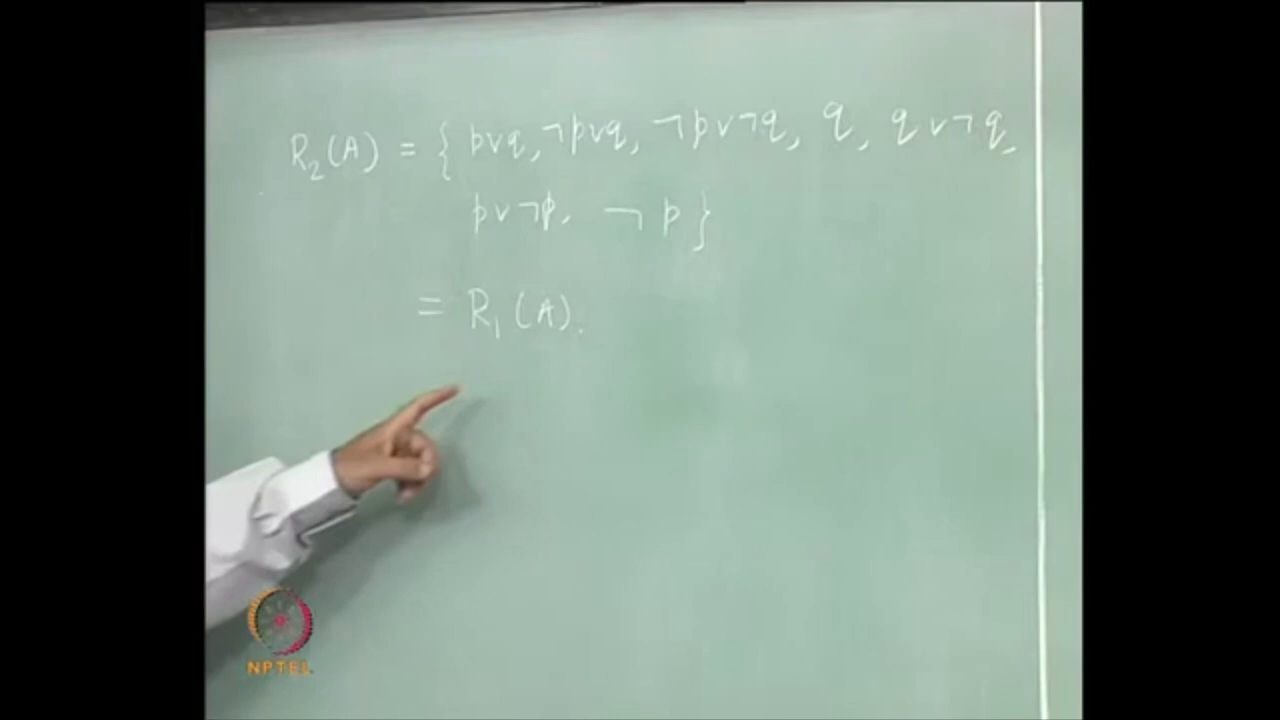 R₂(A) = { p∨q, ¬p∨q, ¬p∨¬q, q, q∨¬q,
p∨¬p, ¬p }
= R₁(A).
NPTEL